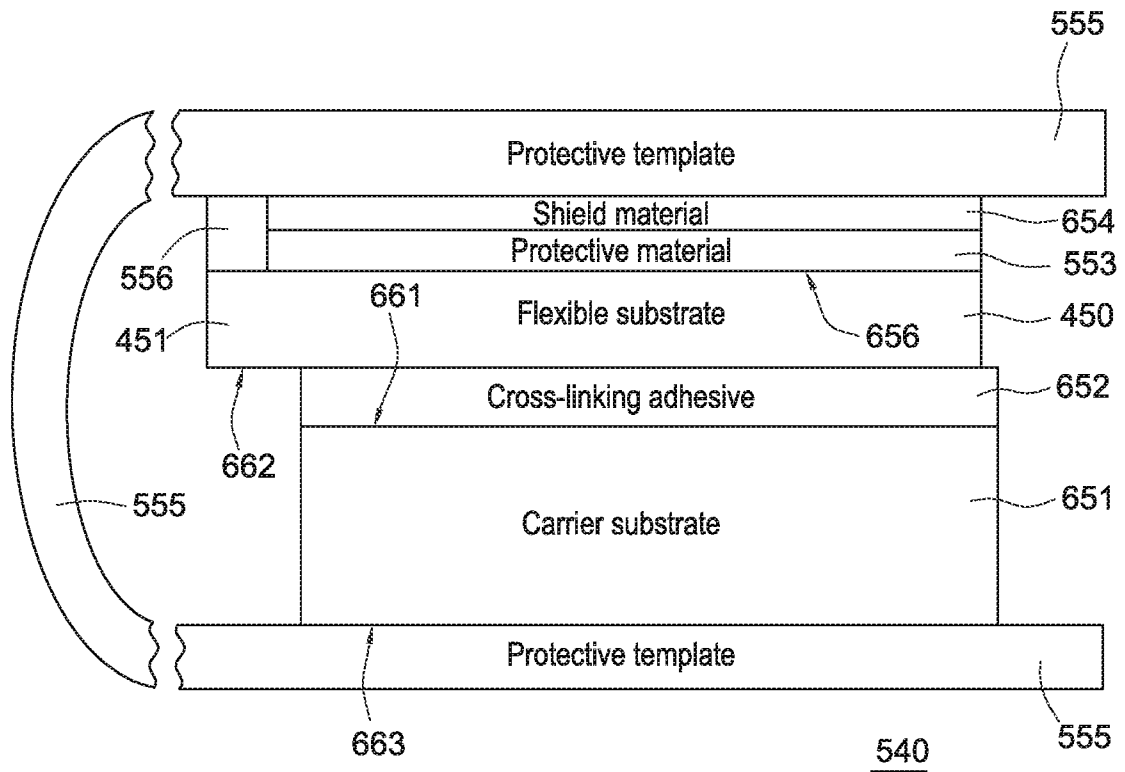 555
Protective template
Shield material
654
Protective material
553
556
661
Flexible substrate
450
451
656
652
Cross-linking adhesive
662
651
555
Carrier substrate
Protective template
663
555
540